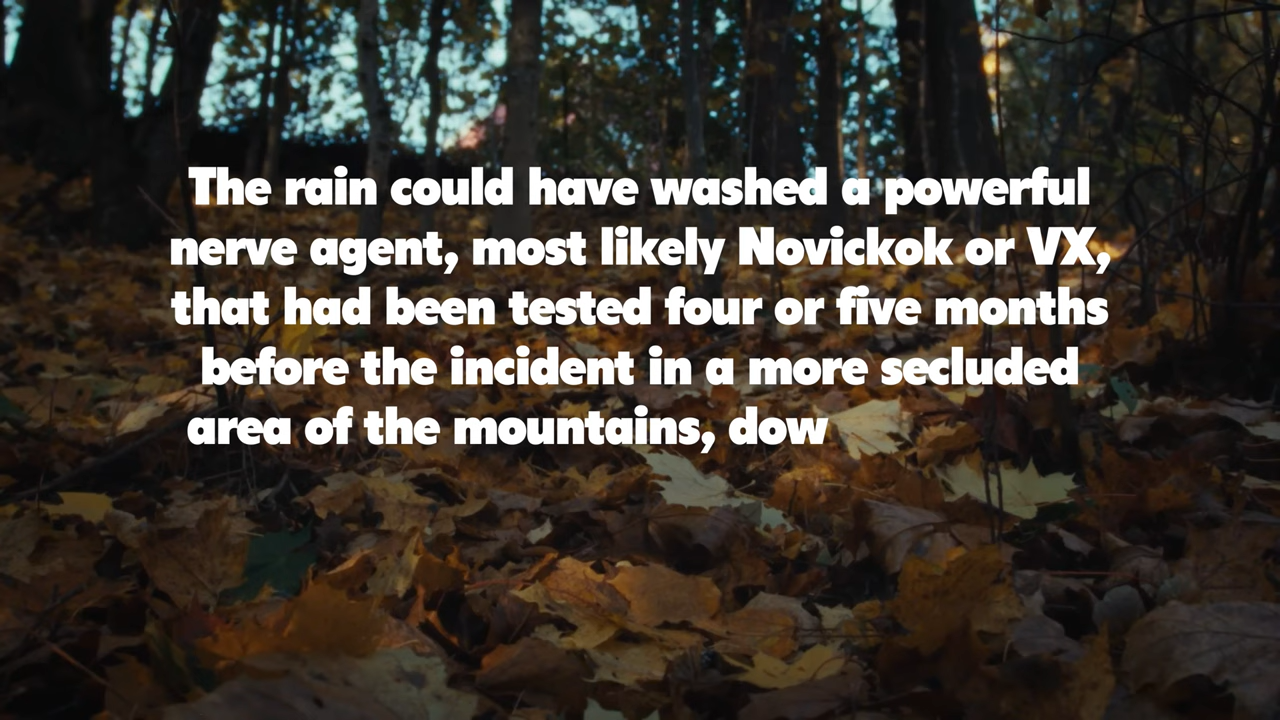 The rain could have washed a powerful
nerve agent, most likely Novickok or VX,
that had been tested four or five months
before the incident in a more secluded
area of the mountains, dow